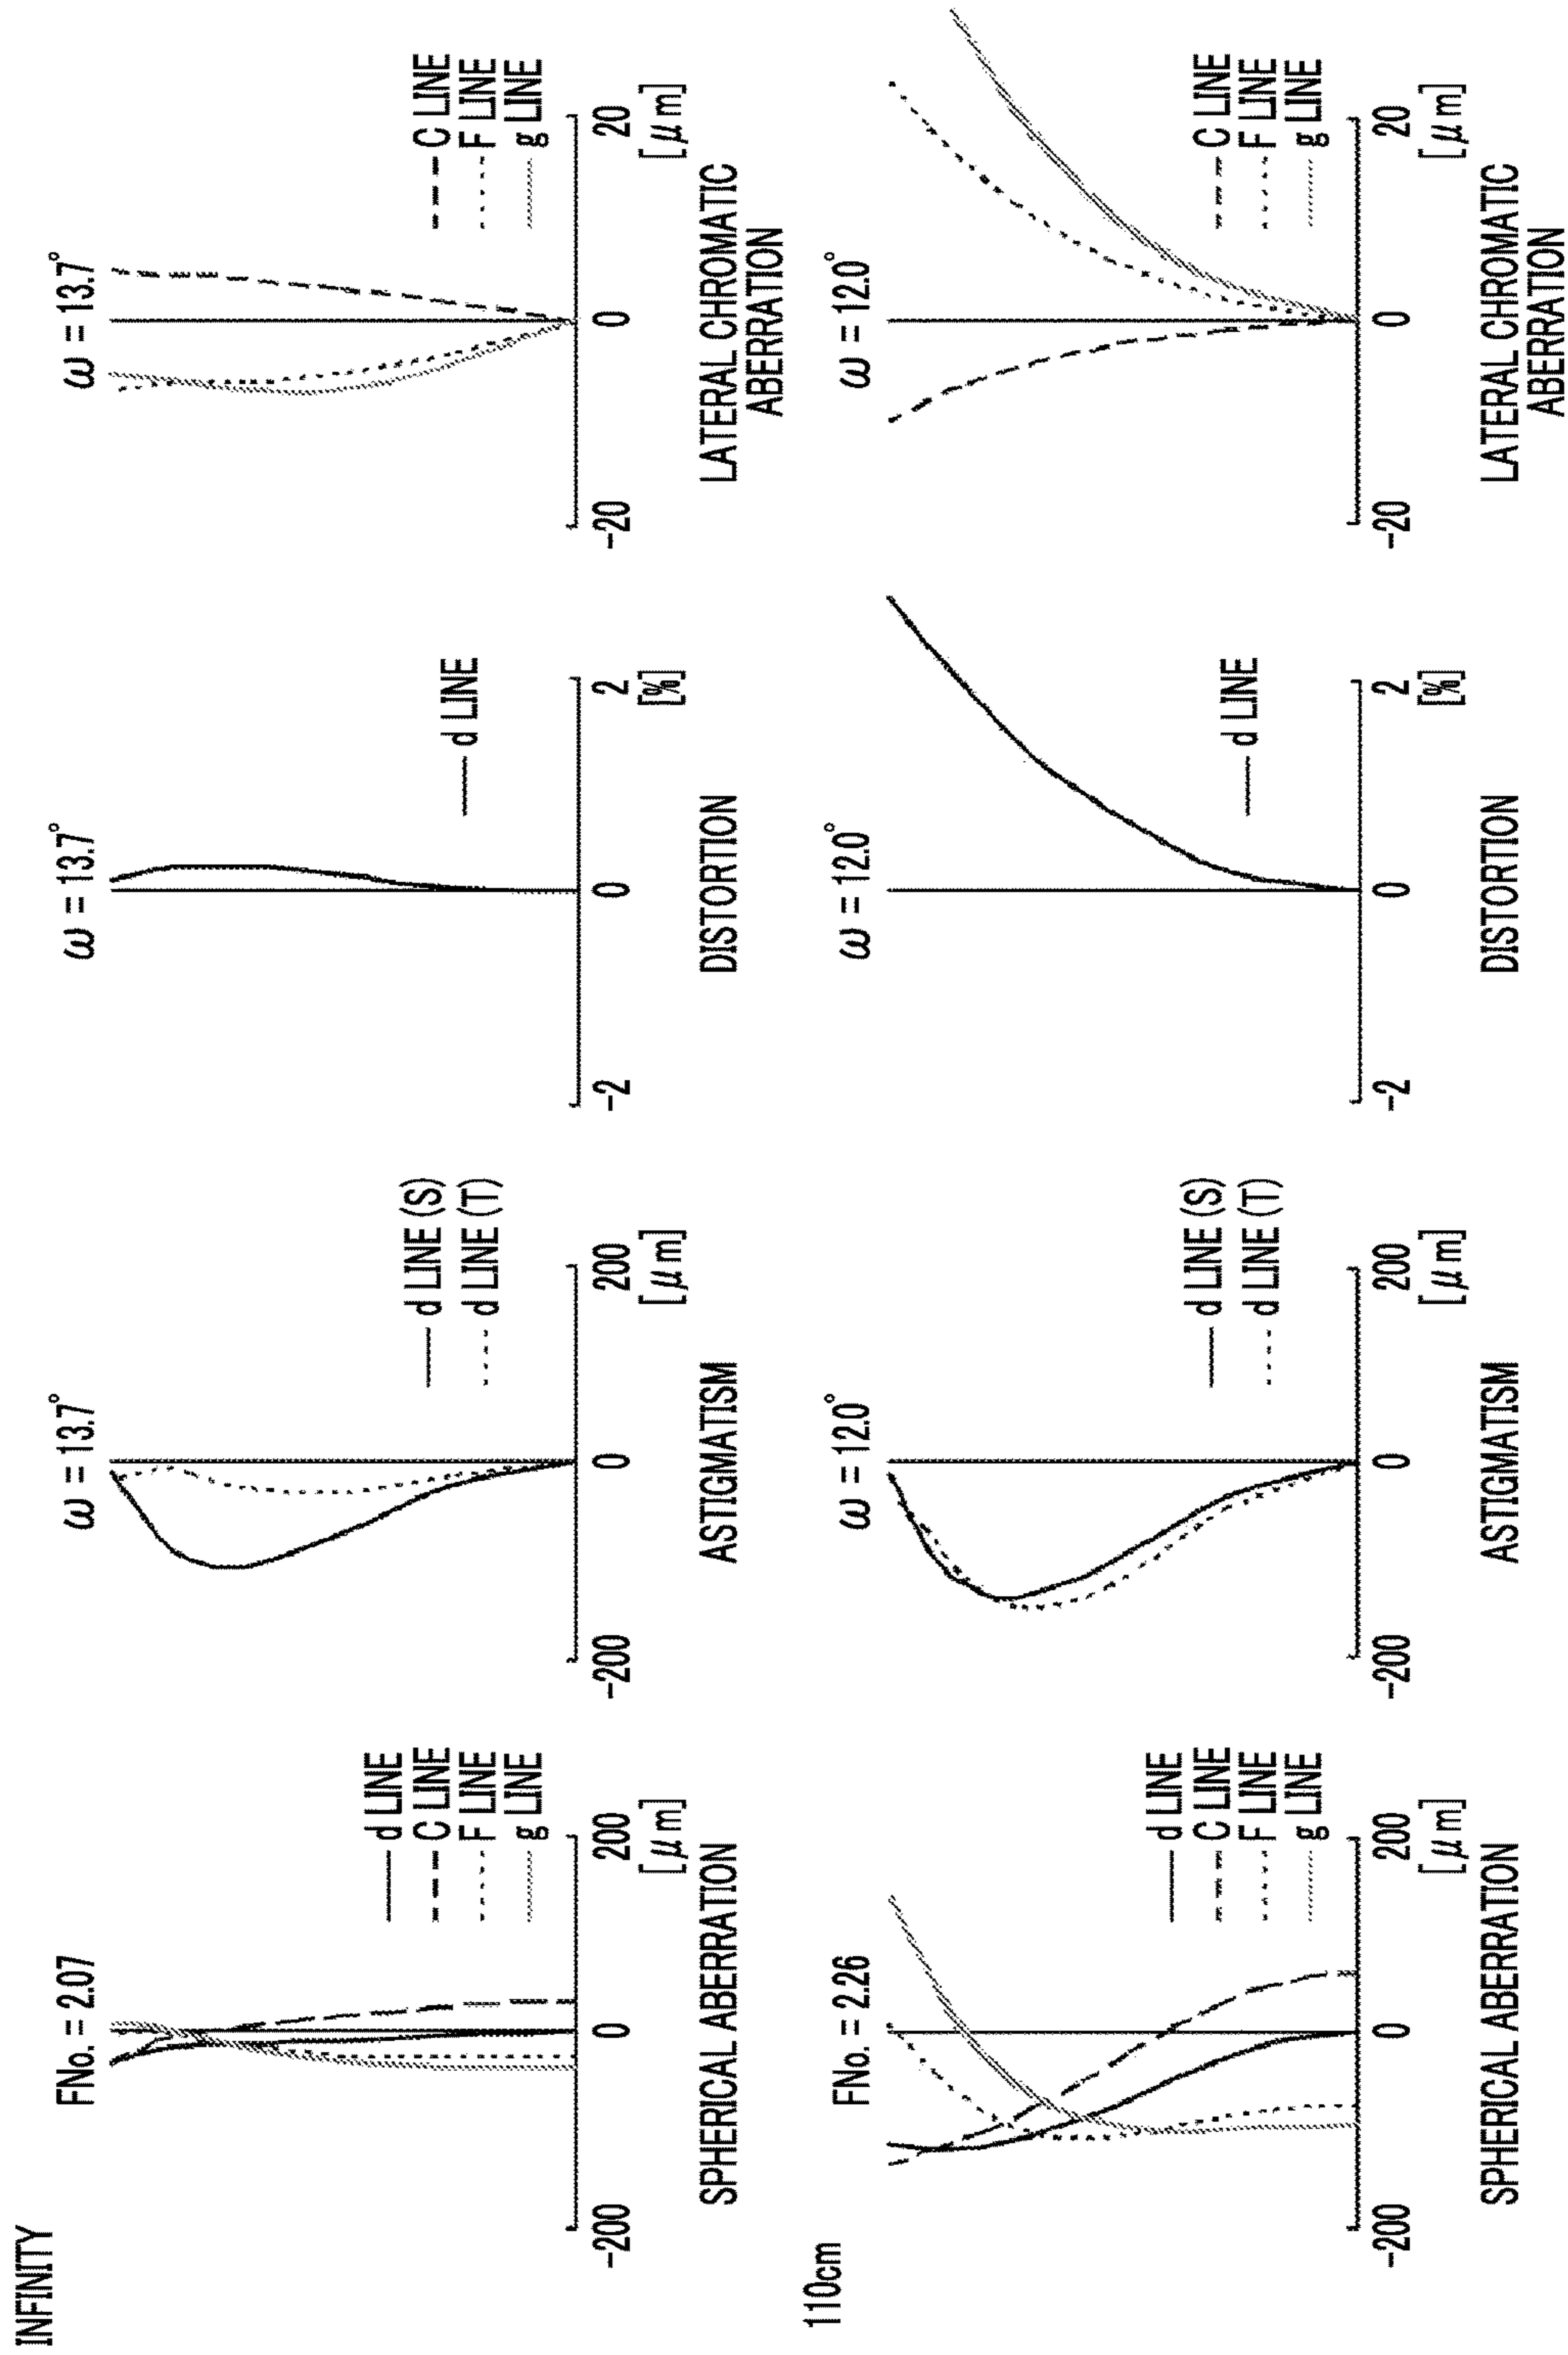 INFINITY
FNo. = 2.07
d LINE
C LINE
F LINE
g LINE
-200
0
200
[μm]
SPHERICAL ABERRATION
ω = 13.7°
d LINE (S)
d LINE (T)
-200
0
200
[μm]
ASTIGMATISM
ω = 13.7°
d LINE
-2
0
2
[%]
DISTORTION
ω = 13.7°
C LINE
F LINE
g LINE
-20
0
20
[μm]
LATERAL CHROMATIC
ABERRATION
110cm
FNo. = 2.26
d LINE
C LINE
F LINE
g LINE
-200
0
200
[μm]
SPHERICAL ABERRATION
ω = 12.0°
d LINE (S)
d LINE (T)
-200
0
200
[μm]
ASTIGMATISM
ω = 12.0°
d LINE
-2
0
2
[%]
DISTORTION
ω = 12.0°
C LINE
F LINE
g LINE
-20
0
20
[μm]
LATERAL CHROMATIC
ABERRATION